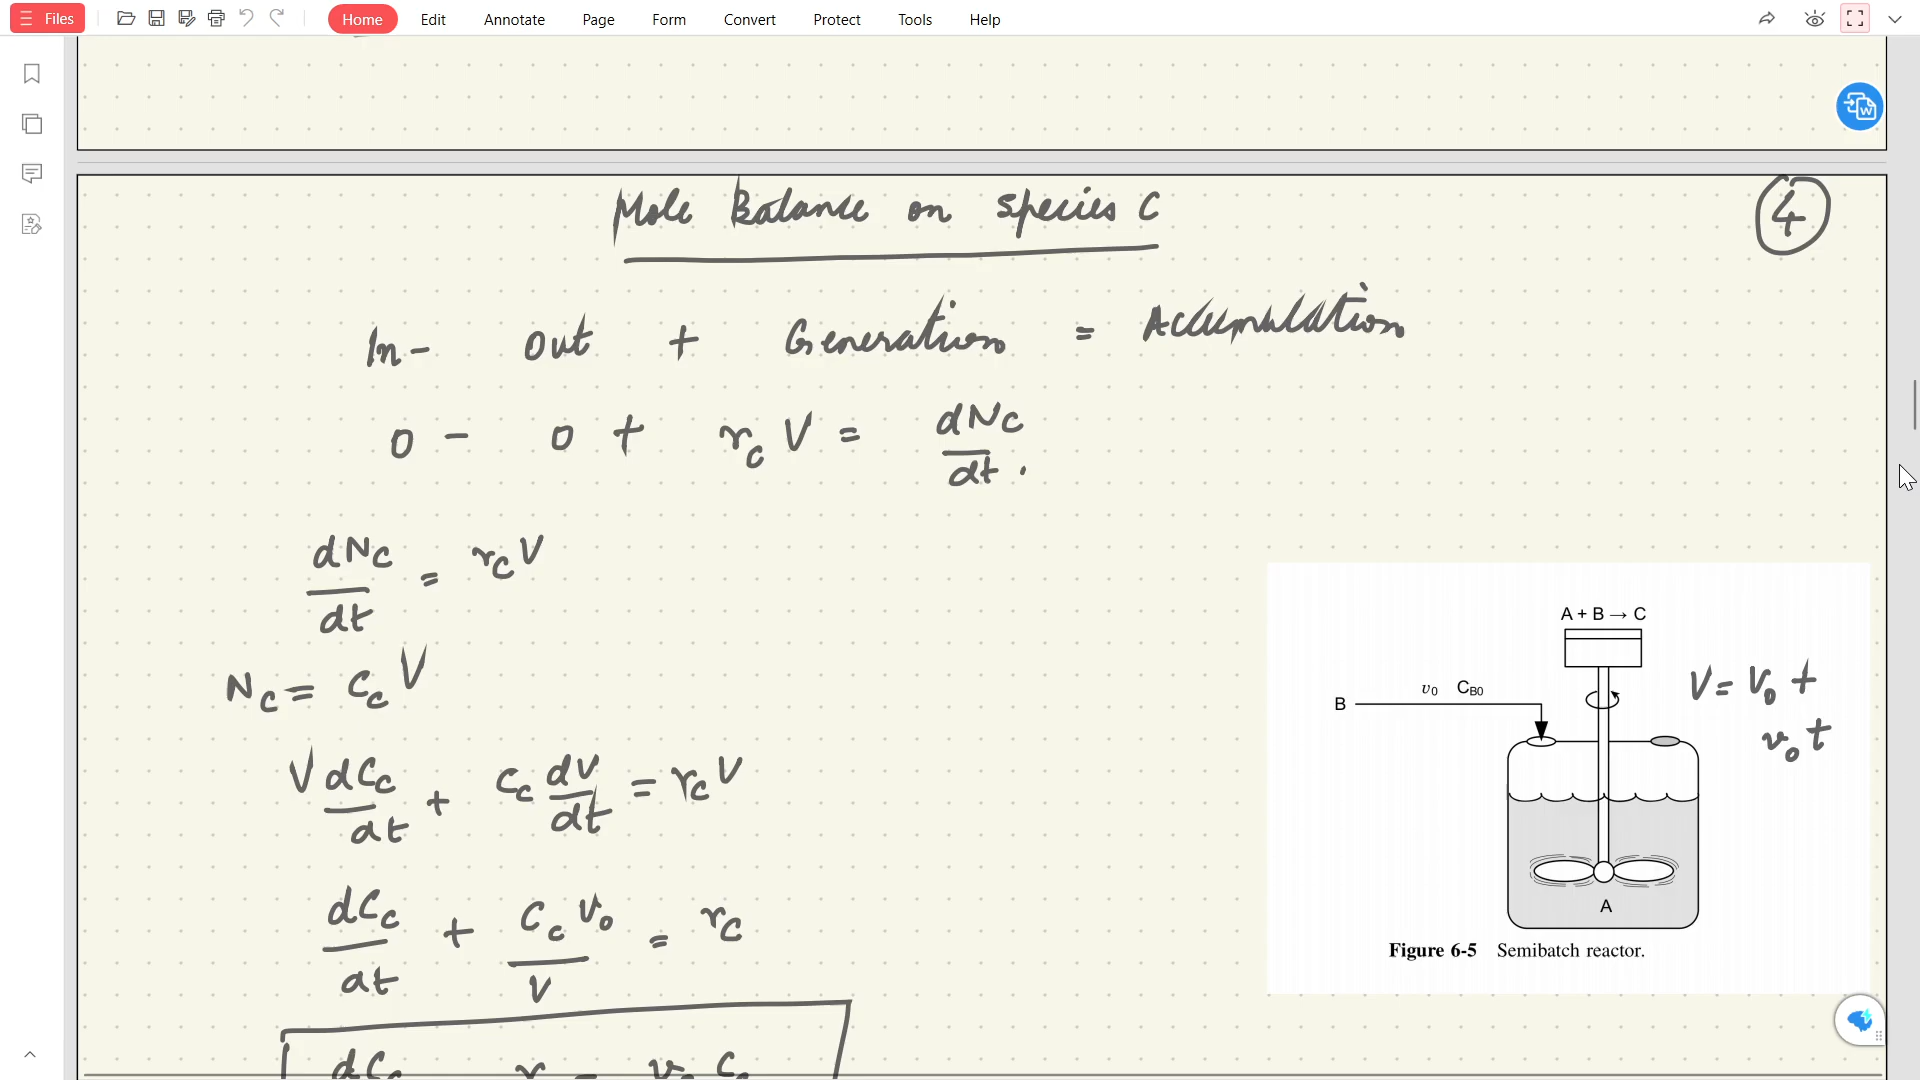 Files Home Edit Annotate Page Form Convert Protect Tools Help
Mole Balance on species C
4
In - Out + Generation = Accumulation
0 - 0 + r_C V = dN_C/dt .
dN_C/dt = r_C V
N_C = C_C V
V dC_C/dt + C_C dV/dt = r_C V
dC_C/dt + C_C v_0/V = r_C
A + B → C
B
υ_0 C_B0
V = V_0 +
v_0 t
A
Figure 6-5 Semibatch reactor.